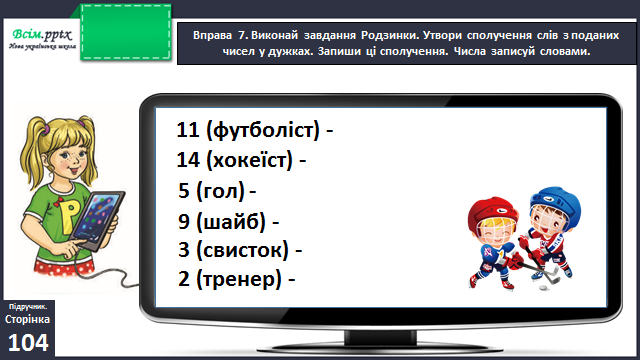 Всім.pptx
Нова українська школа
Вправа 7. Виконай завдання Родзинки. Утвори сполучення слів з поданих
чисел у дужках. Запиши ці сполучення. Числа записуй словами.
11 (футболіст) -
14 (хокеїст) -
5 (гол) -
9 (шайб) -
3 (свисток) -
2 (тренер) -
Підручник.
Сторінка
104